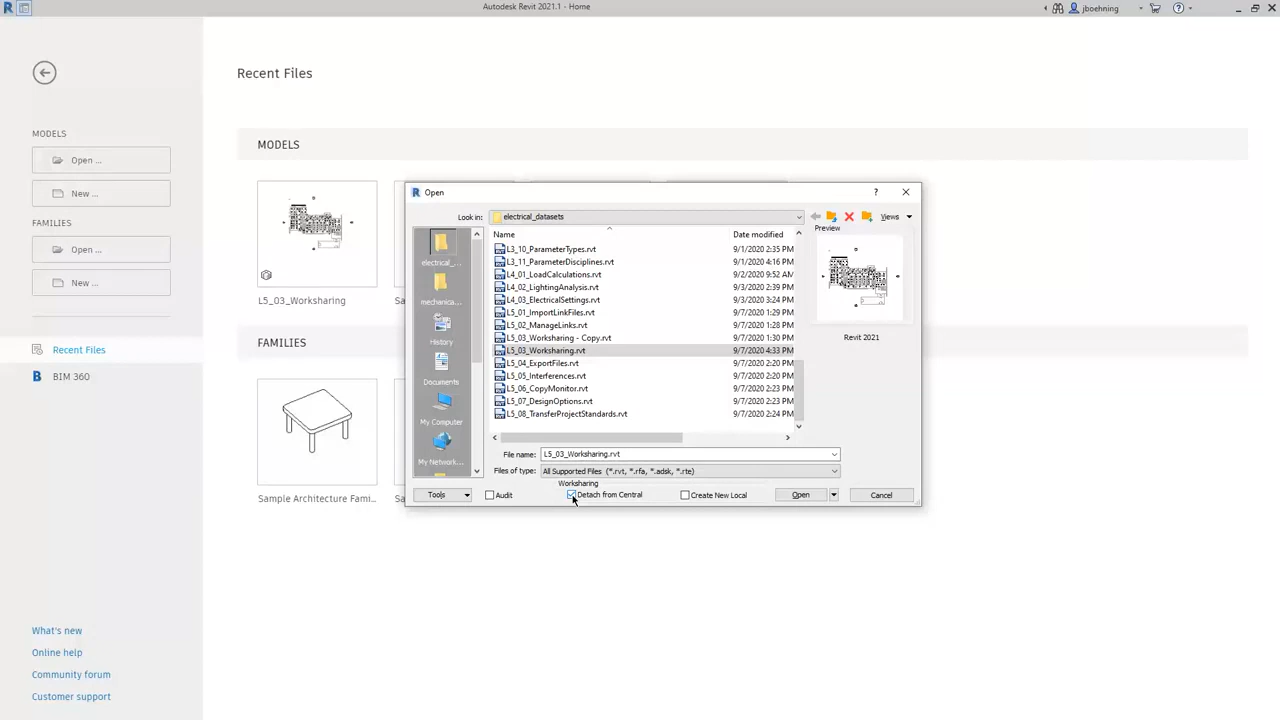 Autodesk Revit 2021.1 - Home
jboehning
Recent Files
MODELS
Open ...
New ...
FAMILIES
Open ...
New ...
Recent Files
BIM 360
What's new
Online help
Community forum
Customer support
MODELS
L5_03_Worksharing
Sa
FAMILIES
Sample Architecture Fami...
Open
Look in:
electrical_datasets
Views
electrical_...
mechanica...
History
Documents
My Computer
My Network...
Name Date modified
L3_10_ParameterTypes.rvt 9/1/2020 2:35 PM
L3_11_ParameterDisciplines.rvt 9/1/2020 4:16 PM
L4_01_LoadCalculations.rvt 9/2/2020 9:52 AM
L4_02_LightingAnalysis.rvt 9/3/2020 2:39 PM
L4_03_ElectricalSettings.rvt 9/3/2020 2:24 PM
L5_01_ImportLinkFiles.rvt 9/7/2020 1:29 PM
L5_02_ManageLinks.rvt 9/7/2020 1:28 PM
L5_03_Worksharing - Copy.rvt 9/7/2020 1:30 PM
L5_03_Worksharing.rvt 9/7/2020 4:33 PM
L5_04_ExportFiles.rvt 9/7/2020 2:20 PM
L5_05_Interferences.rvt 9/7/2020 2:20 PM
L5_06_CopyMonitor.rvt 9/7/2020 2:23 PM
L5_07_DesignOptions.rvt 9/7/2020 2:23 PM
L5_08_TransferProjectStandards.rvt 9/7/2020 2:24 PM
Preview
Revit 2021
File name: L5_03_Worksharing.rvt
Files of type: All Supported Files (*.rvt, *.rfa, *.adsk, *.rte)
Worksharing
Tools
Audit
Detach from Central
Create New Local
Open
Cancel